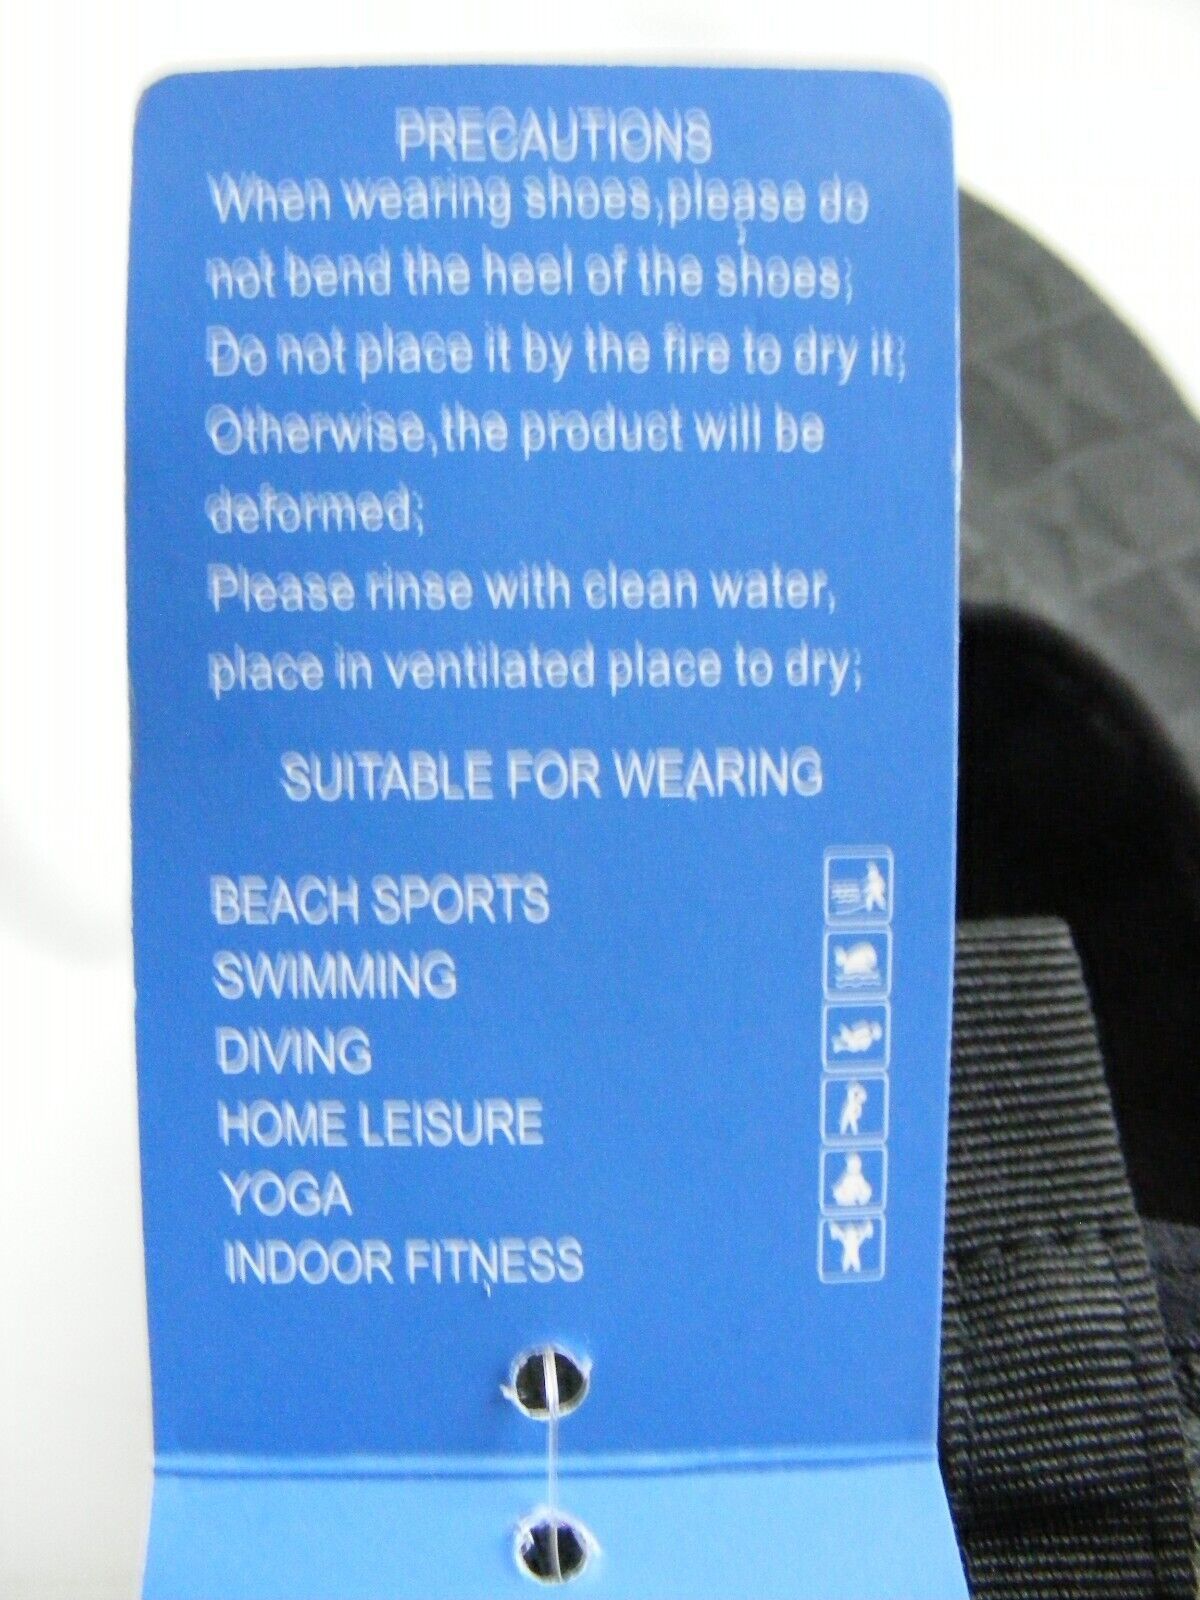 PRECAUTIONS
When wearing shoes,please do
not bend the heel of the shoes;
Do not place it by the fire to dry it;
Otherwise,the product will be
deformed;
Please rinse with clean water,
place in ventilated place to dry;
SUITABLE FOR WEARING
BEACH SPORTS
SWIMMING
DIVING
HOME LEISURE
YOGA
INDOOR FITNESS